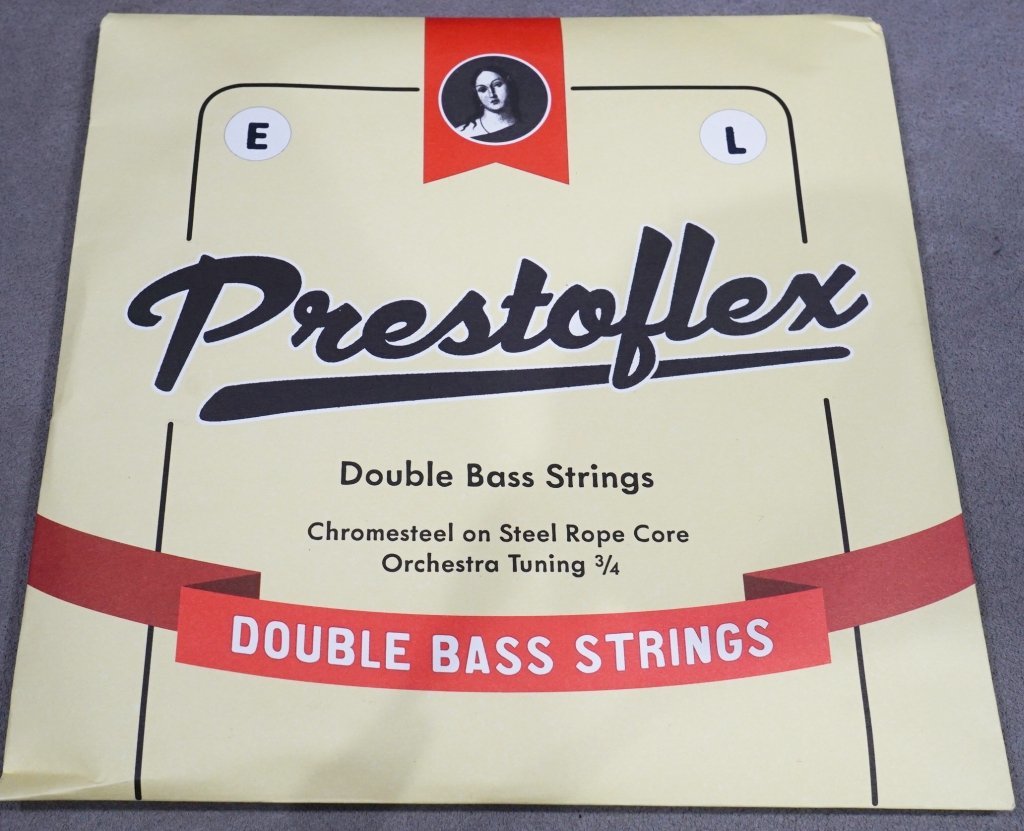 E
L
Prestoflex
Double Bass Strings
Chromesteel on Steel Rope Core
Orchestra Tuning ¾
DOUBLE BASS STRINGS